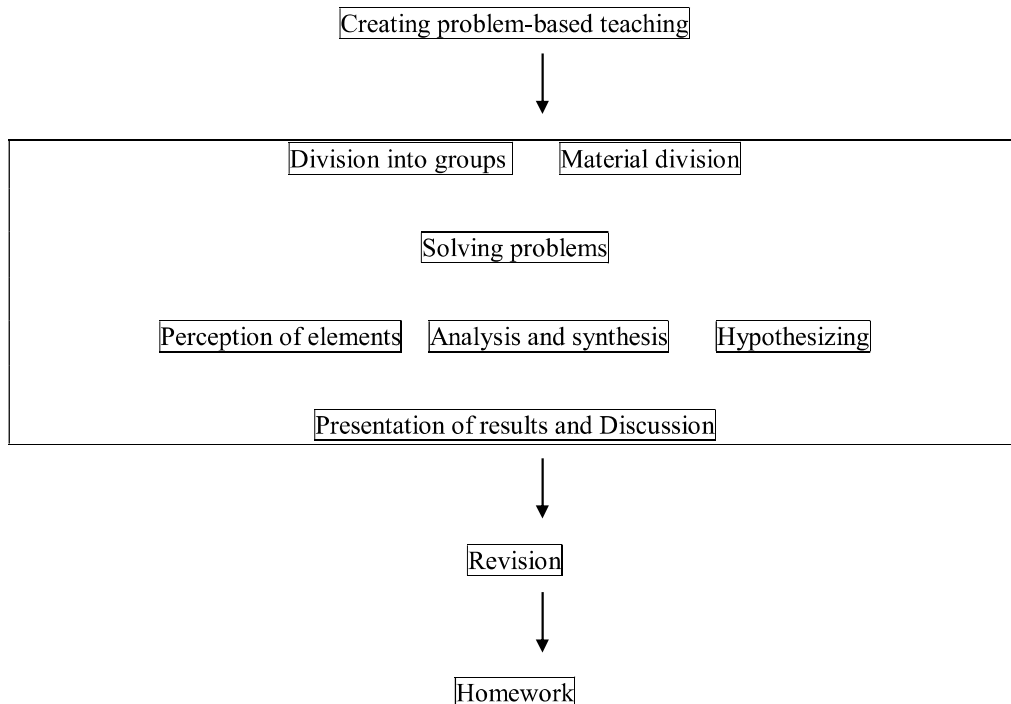 Creating problem-based teaching
Division into groups Material division
Solving problems
Perception of elements Analysis and synthesis Hypothesizing
Presentation of results and Discussion
Revision
Homework